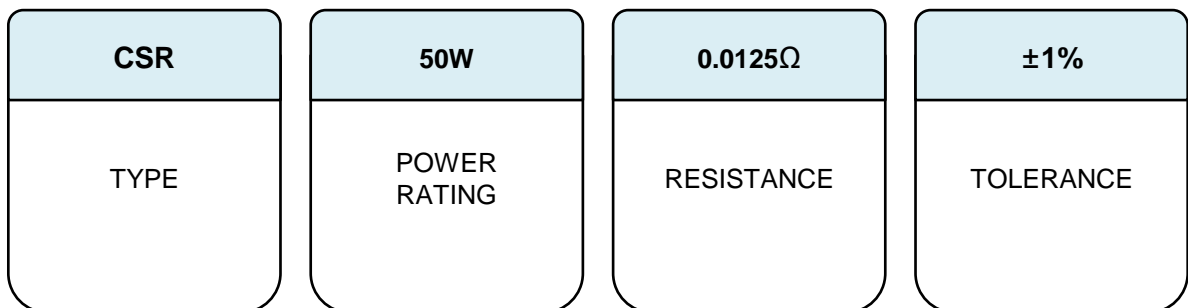 CSR
TYPE
50W
POWER
RATING
0.0125Ω
RESISTANCE
±1%
TOLERANCE